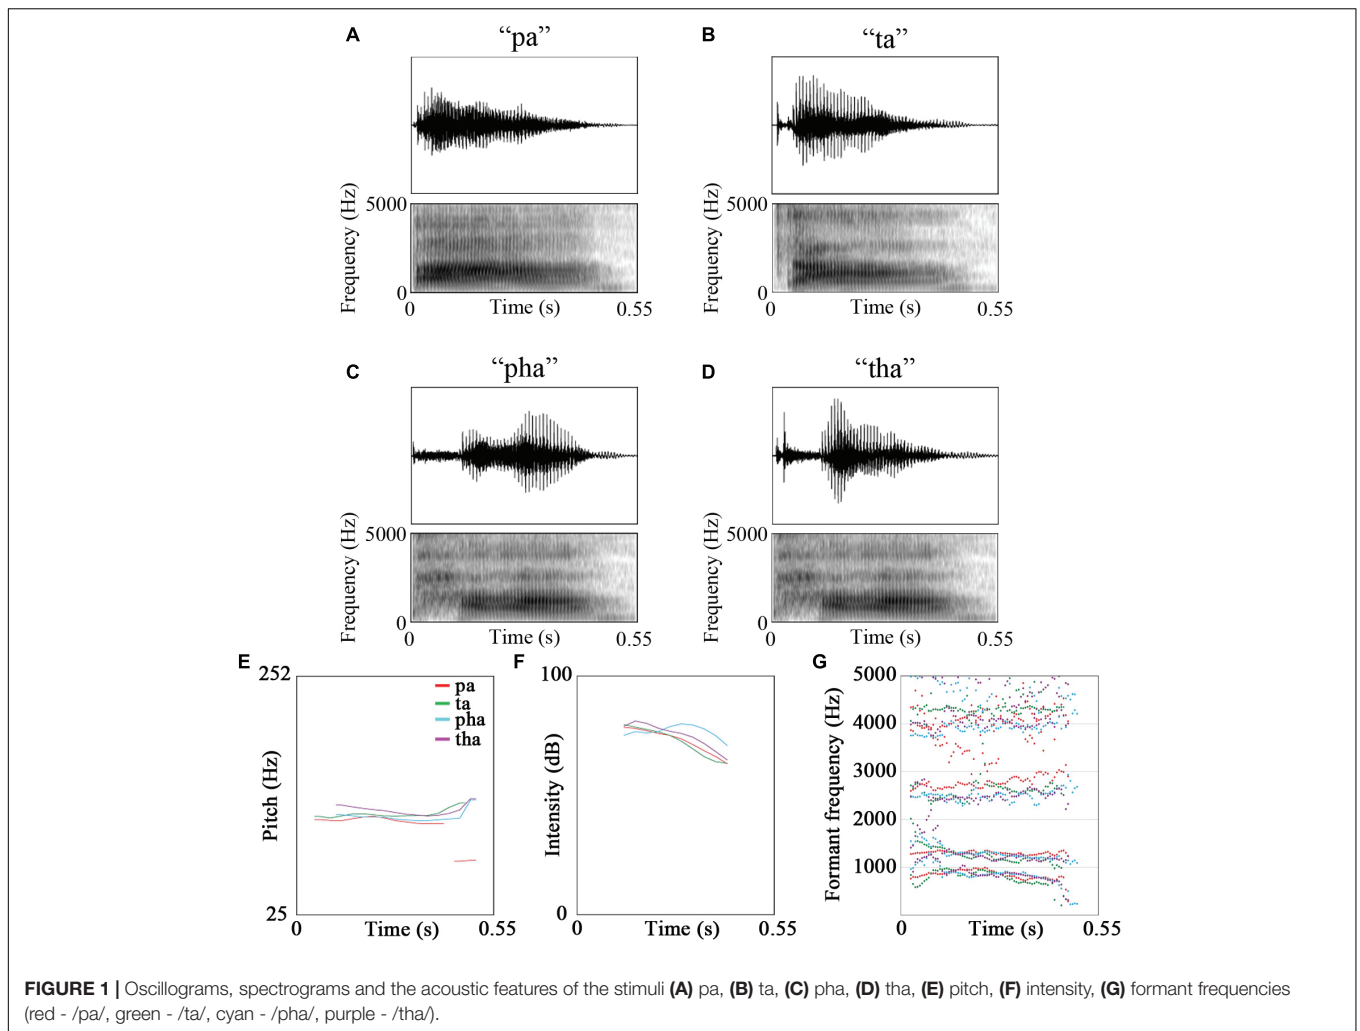 A
“pa”
B
“ta”
Frequency (Hz)
5000
0
0
Time (s)
0.55
Frequency (Hz)
5000
0
0
Time (s)
0.55
C
“pha”
D
“tha”
Frequency (Hz)
5000
0
0
Time (s)
0.55
Frequency (Hz)
5000
0
0
Time (s)
0.55
E
252
Pitch (Hz)
25
pa
ta
pha
tha
0
Time (s)
0.55
F
100
Intensity (dB)
0
0
Time (s)
0.55
G
Formant frequency (Hz)
5000
4000
3000
2000
1000
0
Time (s)
0.55
FIGURE 1 | Oscillograms, spectrograms and the acoustic features of the stimuli (A) pa, (B) ta, (C) pha, (D) tha, (E) pitch, (F) intensity, (G) formant frequencies
(red - /pa/, green - /ta/, cyan - /pha/, purple - /tha/).